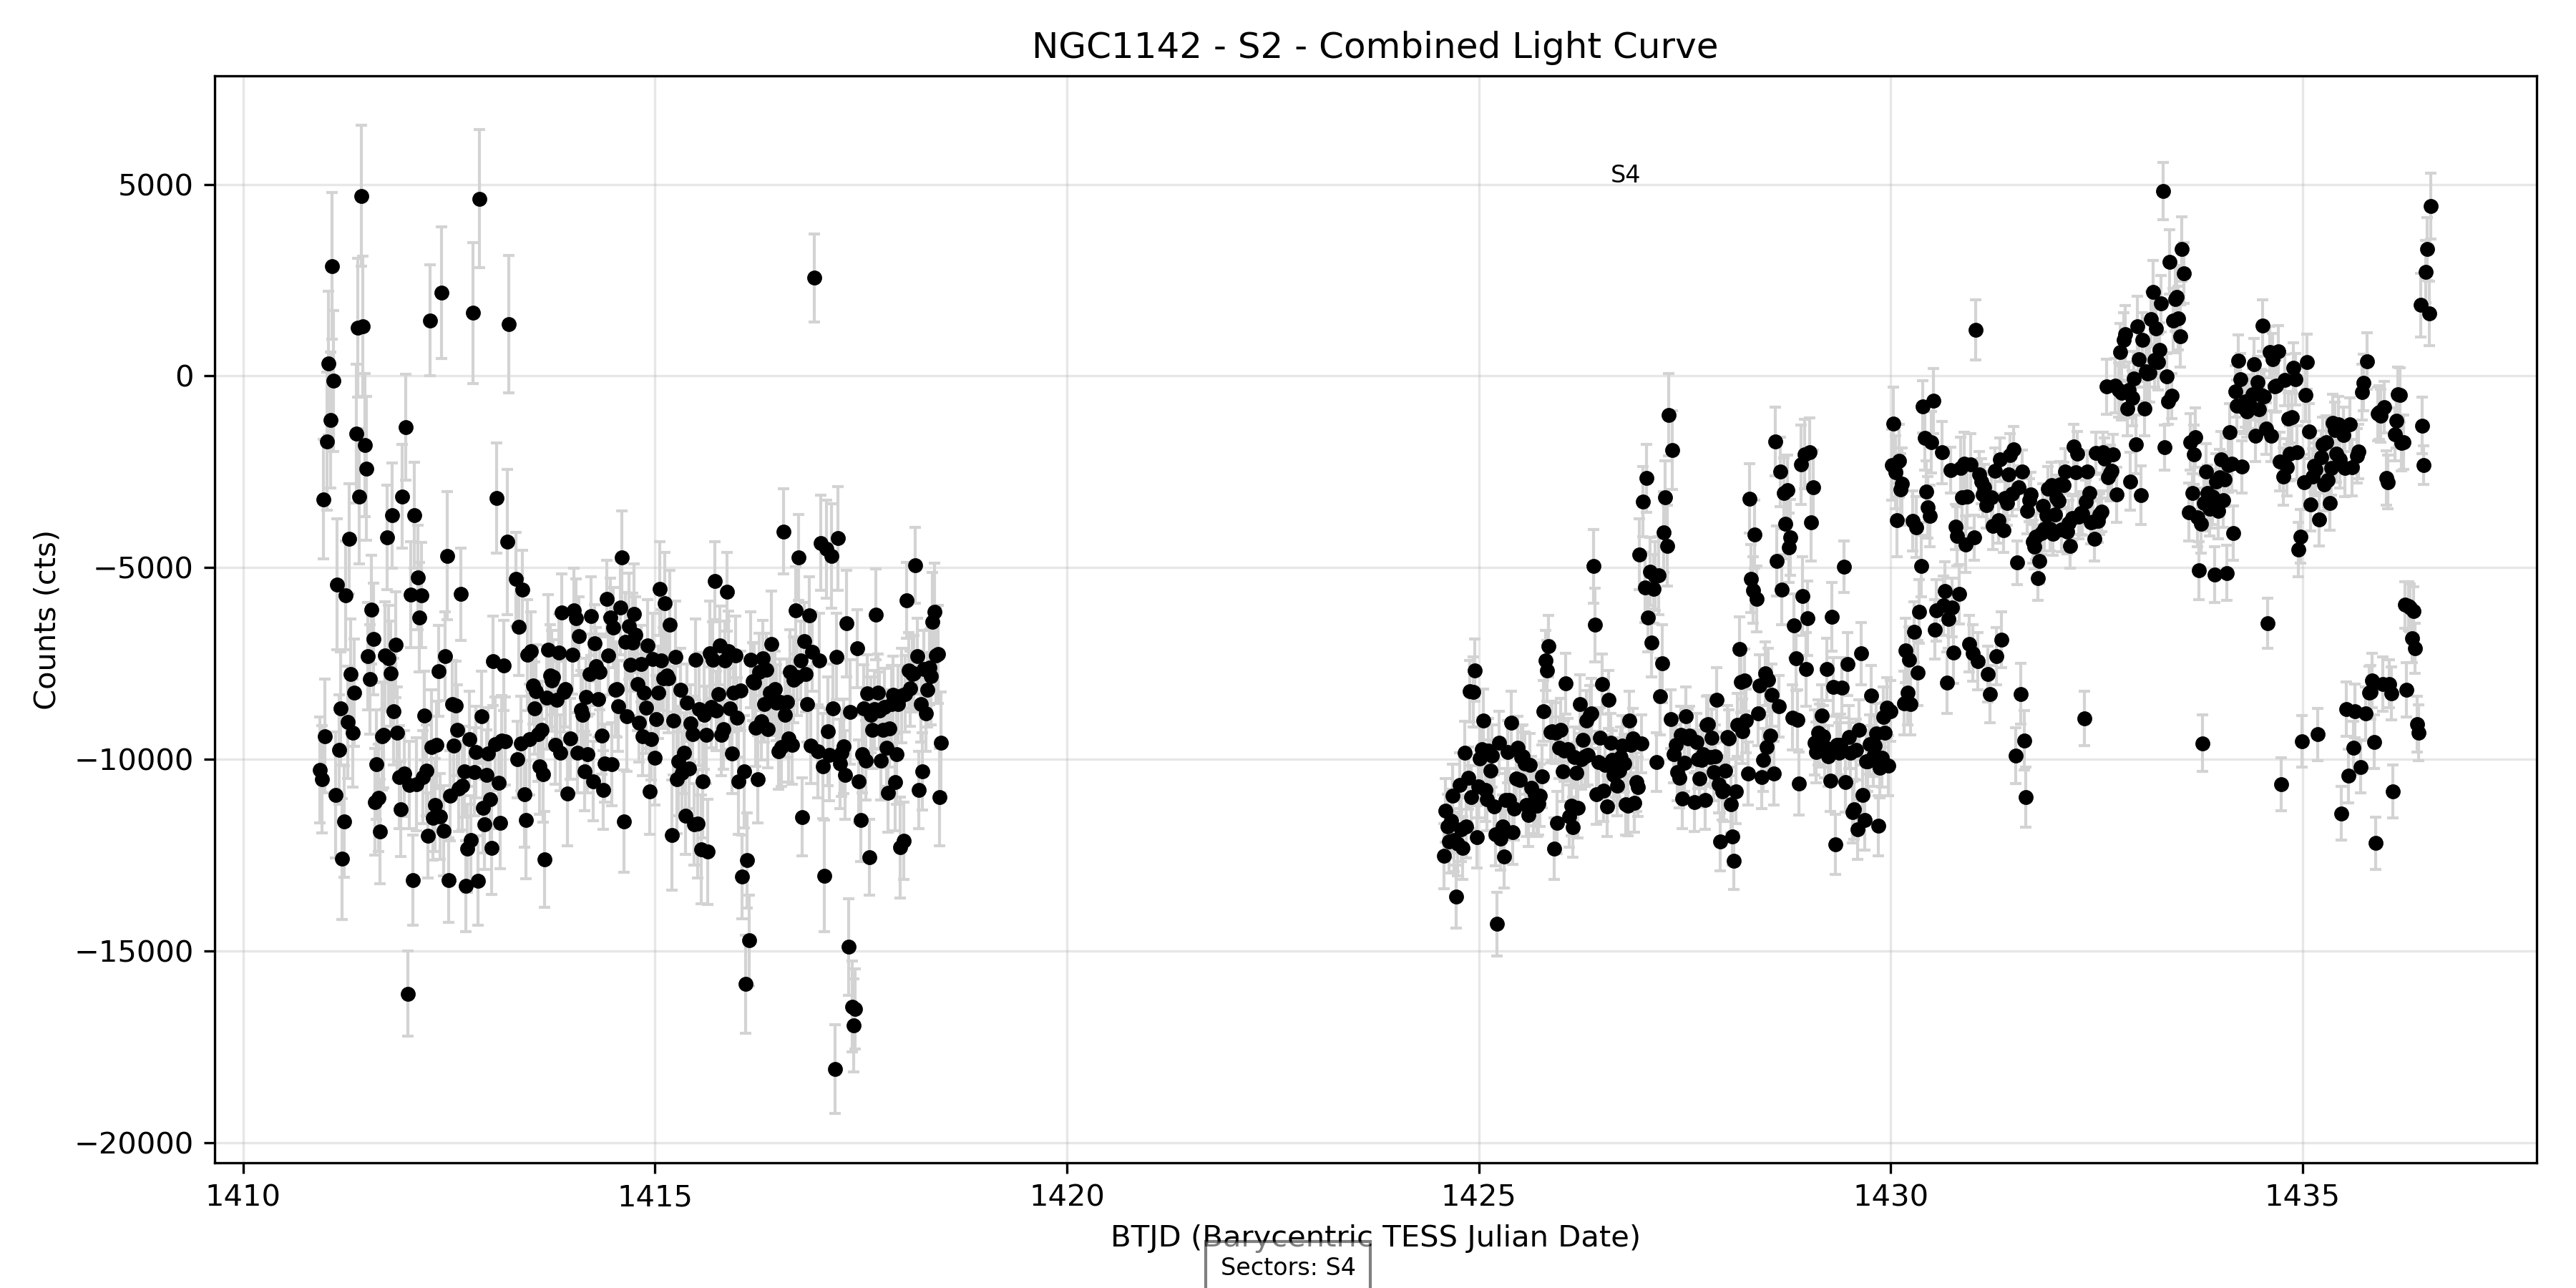 NGC1142 - S2 - Combined Light Curve
S4
Counts (cts)
5000
0
−5000
−10000
−15000
−20000
1410 1415 1420 1425 1430 1435
BTJD (Barycentric TESS Julian Date)
Sectors: S4